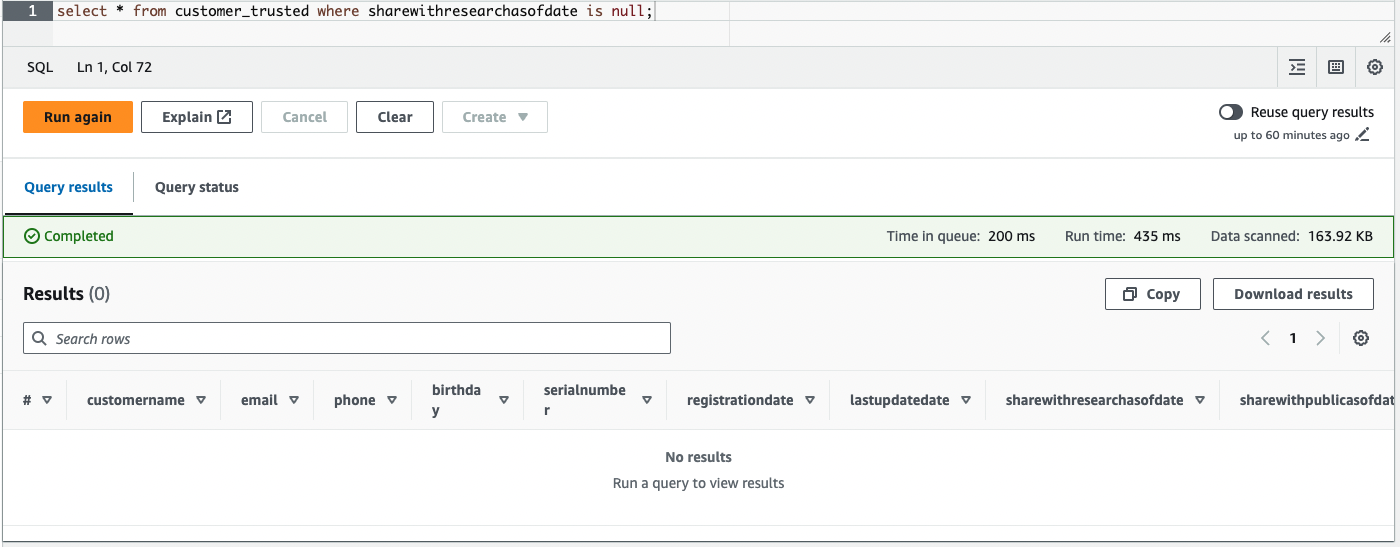 1 select * from customer_trusted where sharewithresearchasofdate is null;
SQL Ln 1, Col 72
Run again Explain Cancel Clear Create Reuse query results
up to 60 minutes ago
Query results Query status
Completed Time in queue: 200 ms Run time: 435 ms Data scanned: 163.92 KB
Results (0) Copy Download results
Search rows 1
# customername email phone birthda
y serialnumbe
r registrationdate lastupdatedate sharewithresearchasofdate sharewithpublicasofdat
No results
Run a query to view results